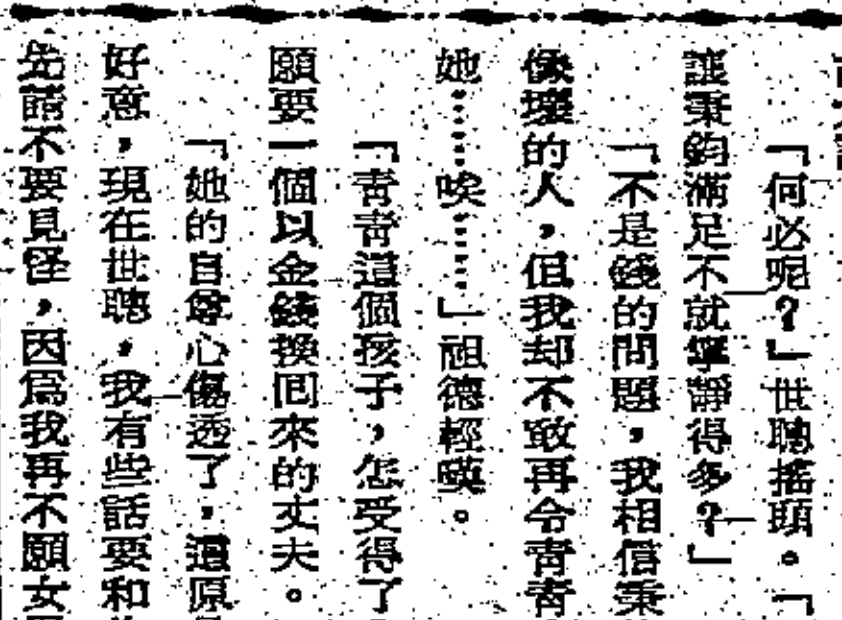 「何必呢？」世聰搖頭。「
讓秉鈞滿足不就寧靜得多？」
「不是錢的問題，我相信秉
像壞的人，但我却不敢再令青青
她……唉……」祖德輕嘆。
「青青這個孩子，怎受得了
願要一個以金錢換回來的丈夫。
「她的自尊心傷透了，這原
好意，現在世聰，我有些話要和
先請不要見怪，因爲我再不願女